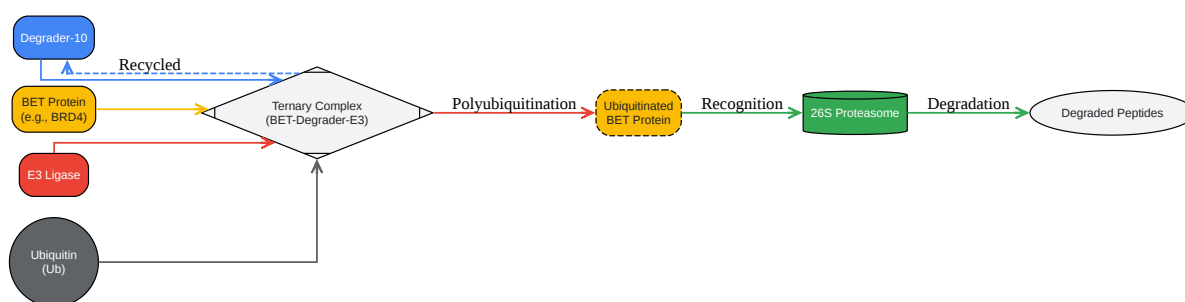 Degrader-10
Recycled
BET Protein
(e.g., BRD4)
Ternary Complex
(BET-Degrader-E3)
Polyubiquitination
Ubiquitinated
BET Protein
Recognition
26S Proteasome
Degradation
Degraded Peptides
E3 Ligase
Ubiquitin
(Ub)